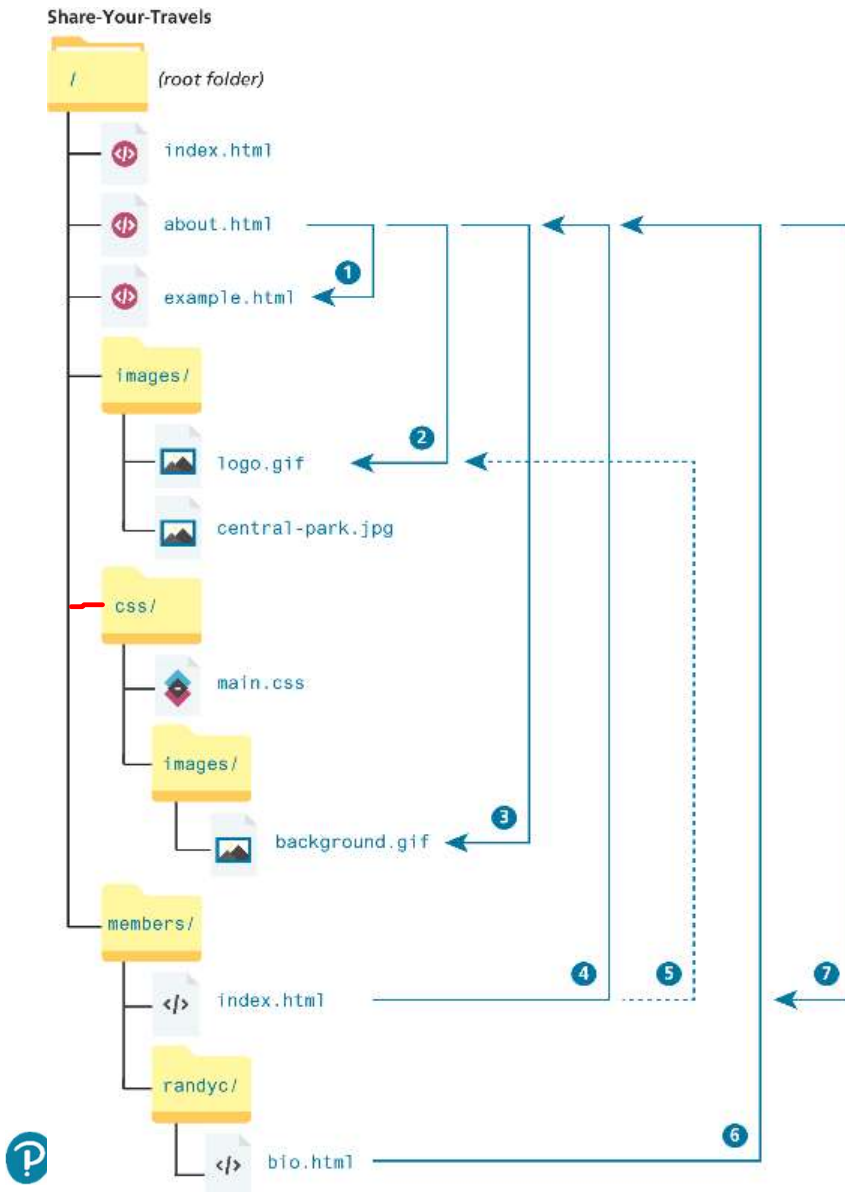 Share-Your-Travels
/ (root folder)
</> index.html
</> about.html
1
</> example.html
images/
2
logo.gif
central-park.jpg
css/
main.css
images/
3
background.gif
members/
4 5 7
</> index.html
randyc/
6
P
</> bio.html